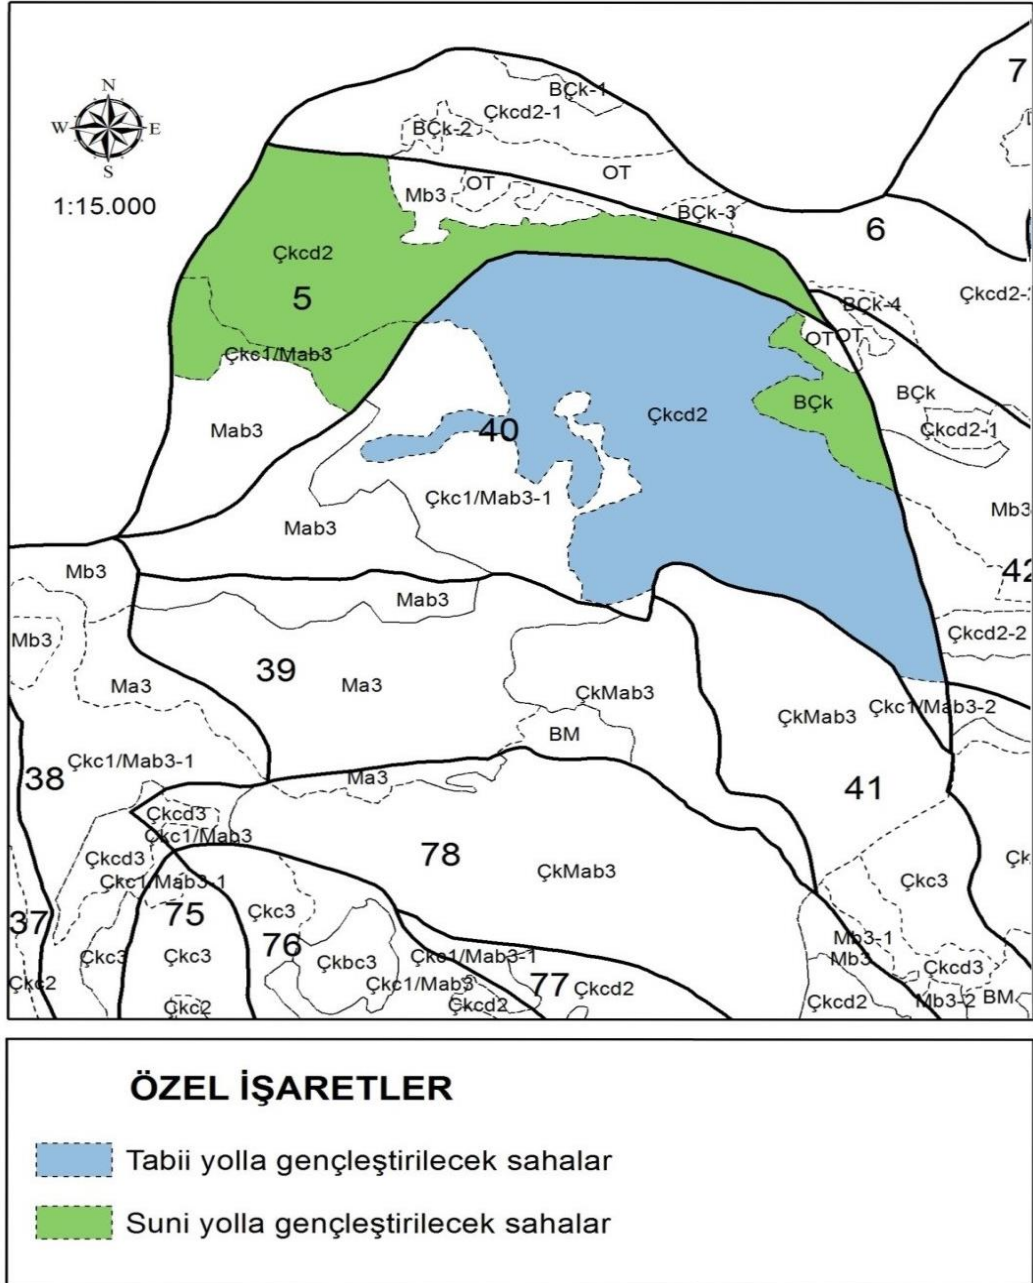 7
BÇk-1
Çkcd2-1
N
W E
S
BÇk-2
1:15.000
OT
OT
Mb3
BÇk-3
6
Çkcd2
5
Çkcd2-
BÇk-4
OT
OT
Çkc1/Mab3
BÇk
BÇk
Çkcd2
Mab3
40
Çkcd2-1
Çkc1/Mab3-1
Mb3
Mab3
42
Mb3
Mab3
Çkcd2-2
Mb3
39
Ma3
Ma3
ÇkMab3
Çkc1/Mab3-2
ÇkMab3
BM
Çkc1/Mab3-1
38
Ma3
41
Çkcd3
Çkc1/Mab3
78
Çkcd3
Çk
ÇkMab3
Çkc3
Çkc1/Mab3-1
75
Çkc3
37
76
Mb3-1
Çkc3
Çkc3
Çkc1/Mab3-1
Mb3
Çkbc3
Çkcd3
Çkc2
Çkc1/Mab3
77
Çkcd2
Çkcd2
Çkcd2
Mb3-2
BM
Çkc2
ÖZEL İŞARETLER
Tabii yolla gençleştirilecek sahalar
Suni yolla gençleştirilecek sahalar